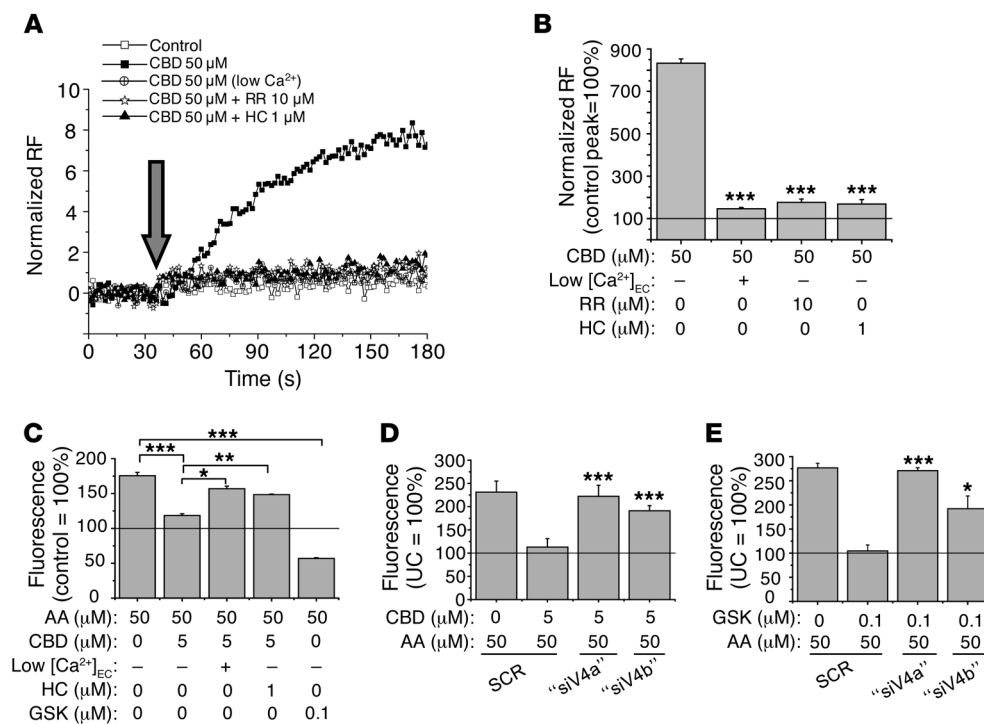 A
Control
CBD 50 µM
CBD 50 µM (low Ca²⁺)
CBD 50 µM + RR 10 µM
CBD 50 µM + HC 1 µM
Normalized RF
10
8
6
4
2
0
0 30 60 90 120 150 180
Time (s)
B
Normalized RF
(control peak=100%)
900
700
500
300
100
*** *** ***
CBD (µM): 50 50 50 50
Low [Ca²⁺]EC: – + – –
RR (µM): 0 0 10 0
HC (µM): 0 0 0 1
C
Fluorescence
(control = 100%)
200
150
100
50
0
***
*** **
*
AA (µM): 50 50 50 50 50
CBD (µM): 0 5 5 5 0
Low [Ca²⁺]EC: – – + – –
HC (µM): 0 0 0 1 0
GSK (µM): 0 0 0 0 0.1
D
Fluorescence
(UC = 100%)
300
250
200
150
100
50
0
*** ***
CBD (µM): 0 5 5 5
AA (µM): 50 50 50 50
SCR “siV4a” “siV4b”
E
Fluorescence
(UC = 100%)
300
250
200
150
100
50
0
*** *
GSK (µM): 0 0.1 0.1 0.1
AA (µM): 50 50 50 50
SCR “siV4a” “siV4b”